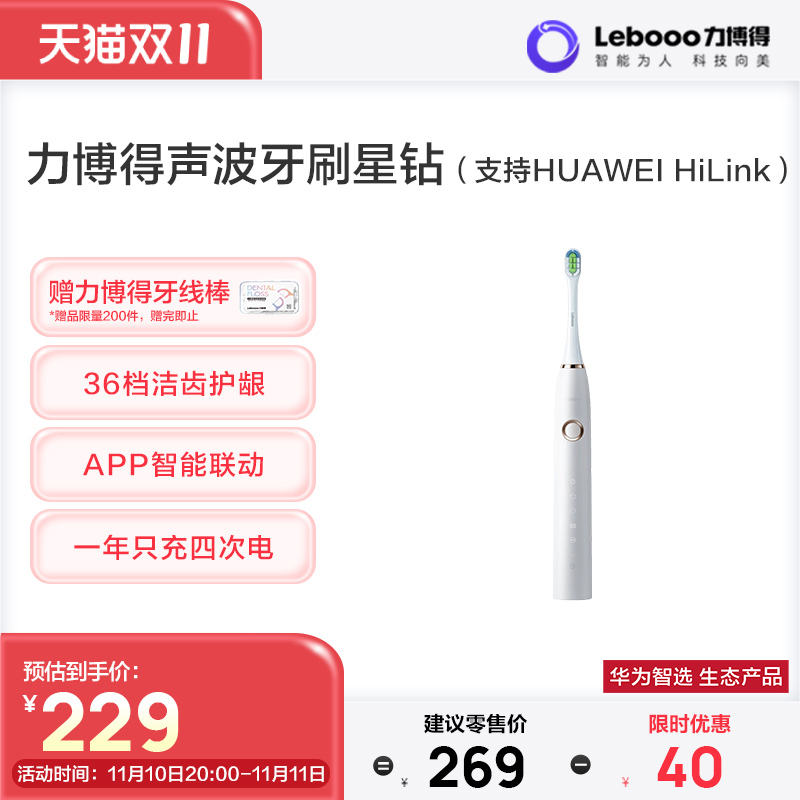 天猫双11
Lebooo力博得
智能为人 科技向美
力博得声波牙刷星钻（支持HUAWEI HiLink）
赠力博得牙线棒
*赠品限量200件，赠完即止
DENTAL
FLOSS
36档洁齿护龈
APP智能联动
一年只充四次电
华为智选 生态产品
预估到手价：
¥229
活动时间：11月10日20:00-11月11日
建议零售价
= ¥269
限时优惠
− ¥40